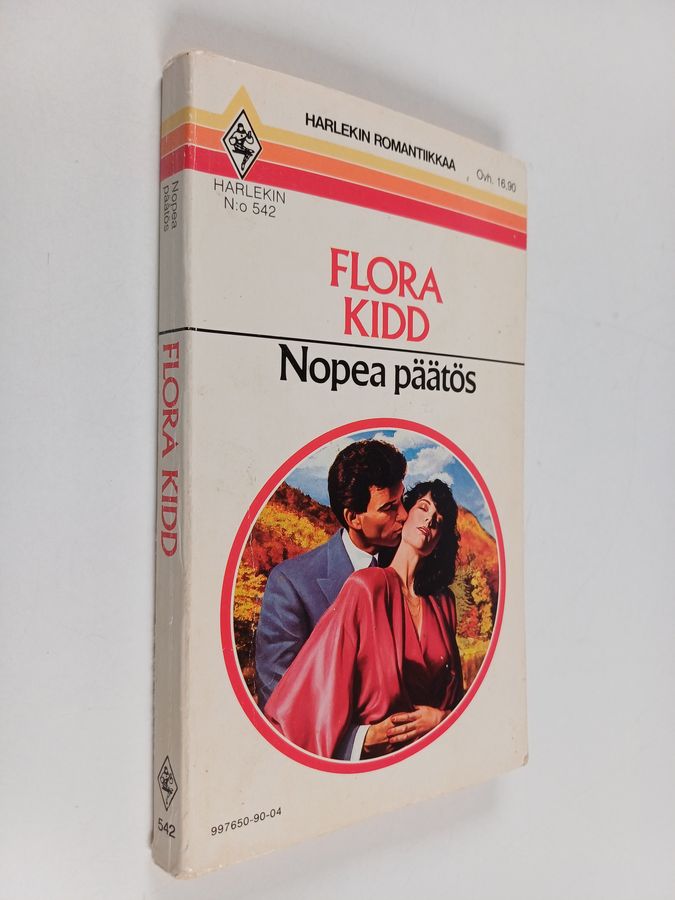 HARLEKIN ROMANTIIKKAA
Ovh. 16,90
HARLEKIN
N:o 542
FLORA
KIDD
Nopea päätös
997650-90-04
Nopea
päätös
FLORA KIDD
542